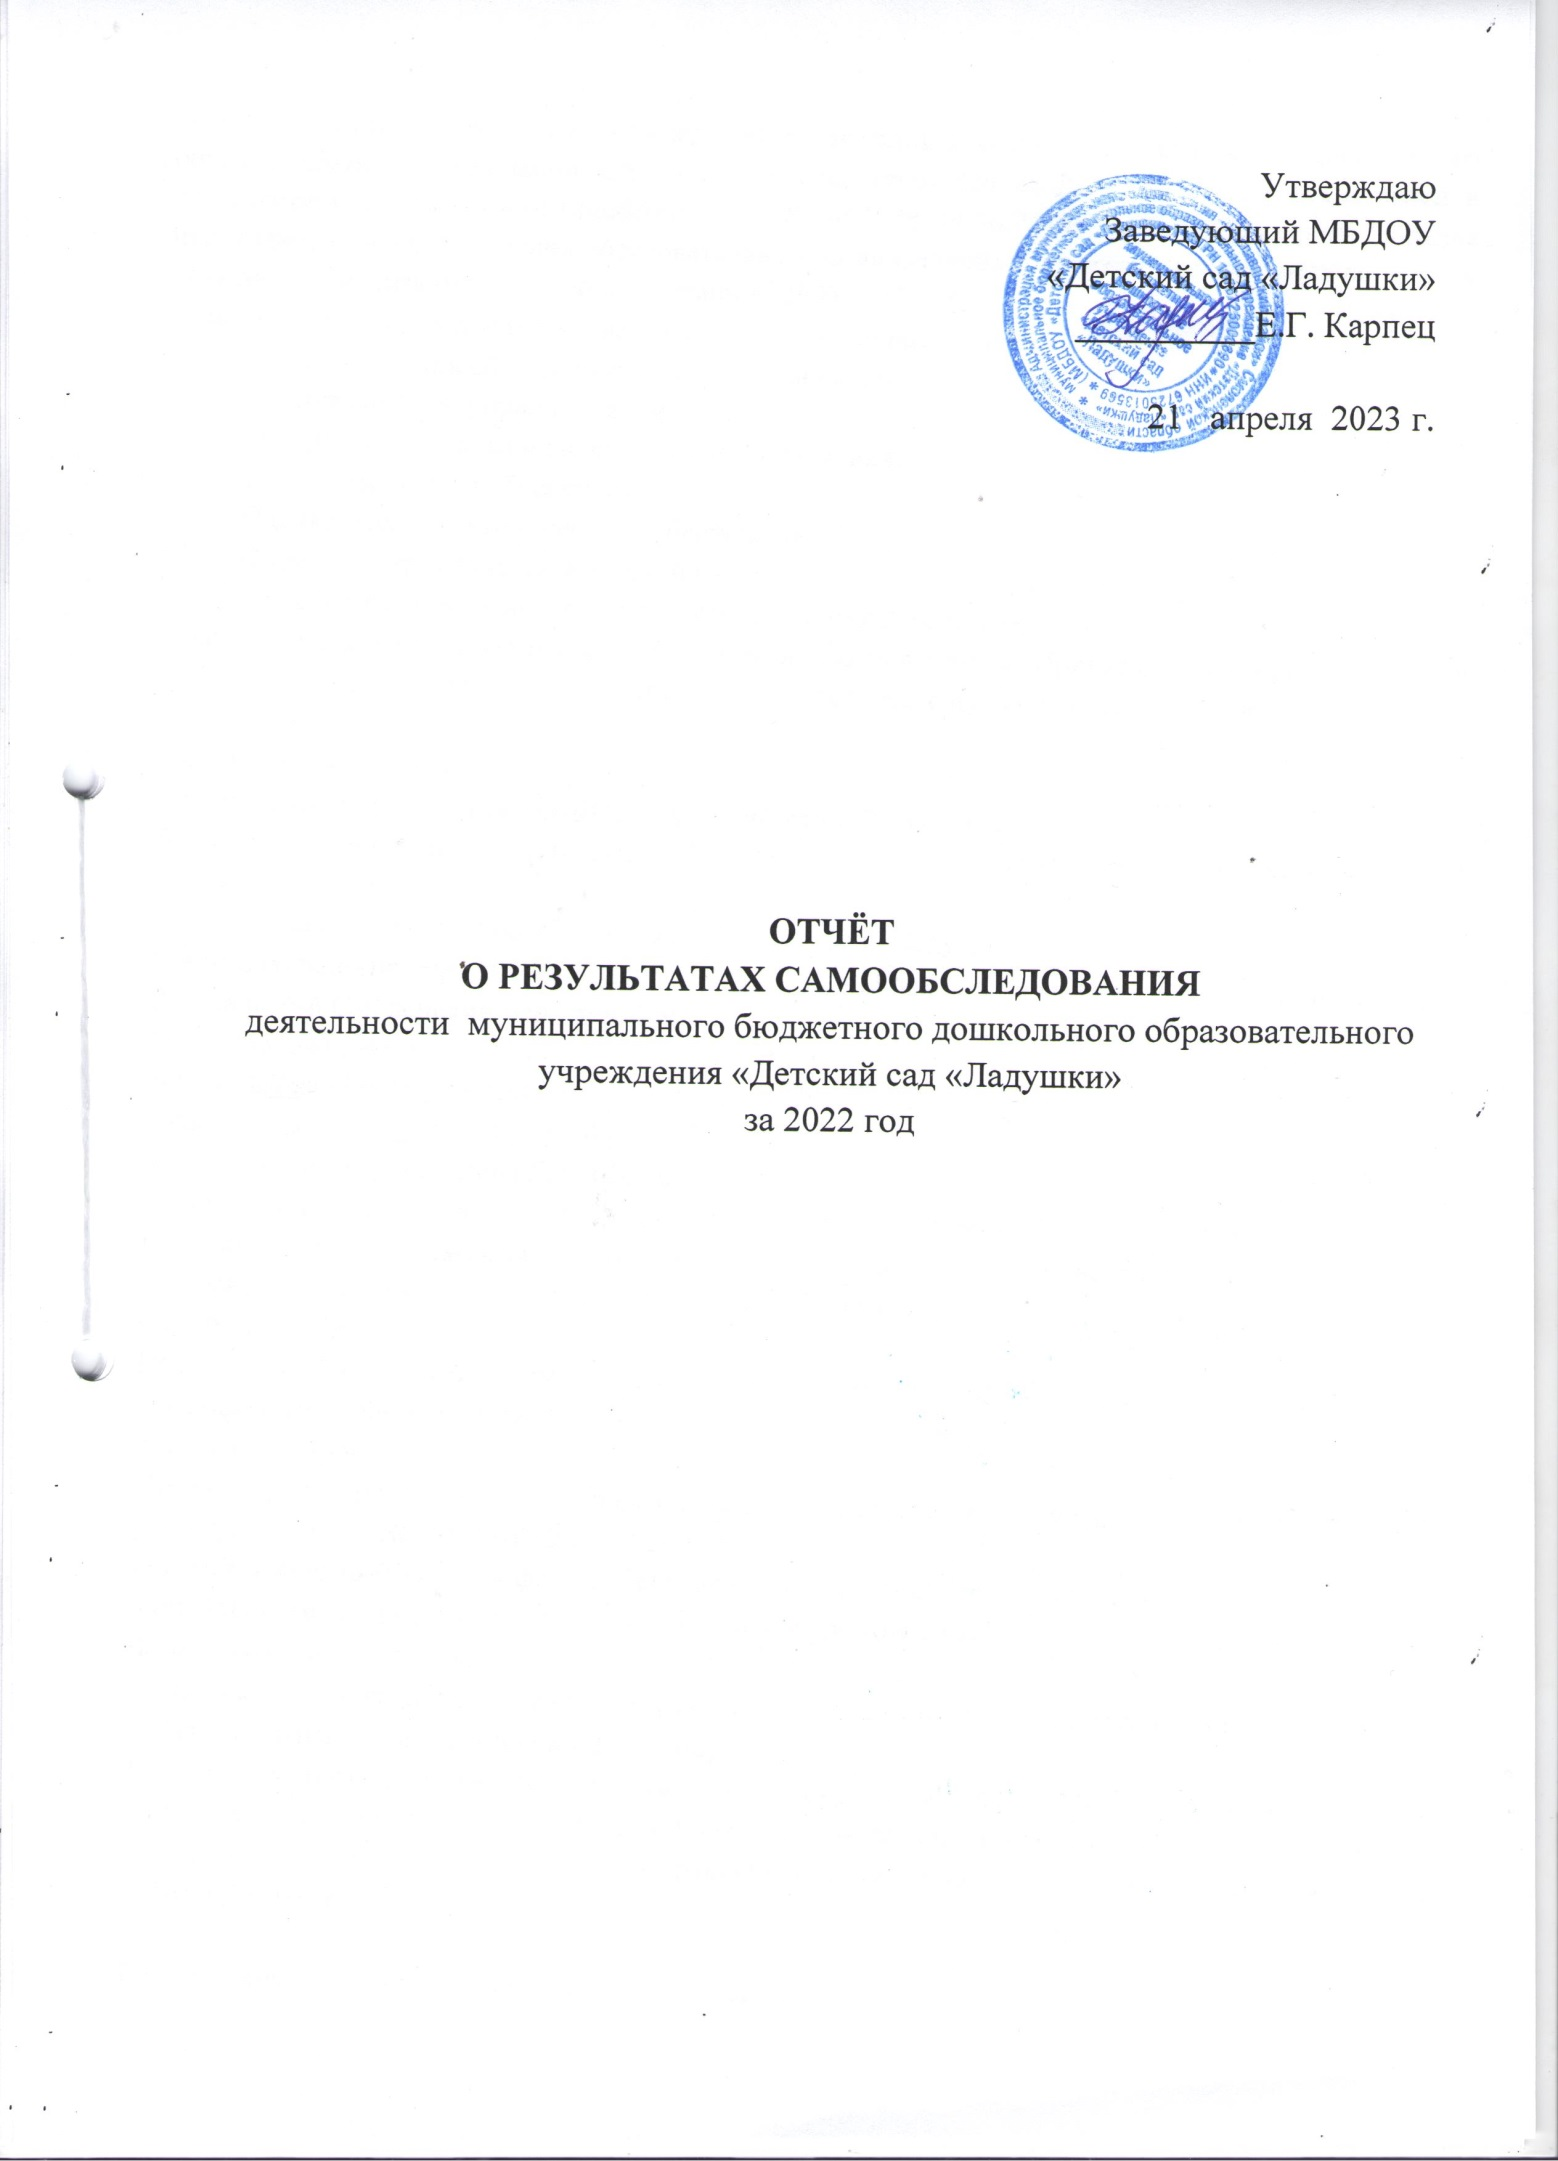 Утверждаю
Заведующий МБДОУ
«Детский сад «Ладушки»
Е.Г. Карпец
21 апреля 2023 г.
ОТЧЁТ
О РЕЗУЛЬТАТАХ САМООБСЛЕДОВАНИЯ
деятельности муниципального бюджетного дошкольного образовательного
учреждения «Детский сад «Ладушки»
за 2022 год